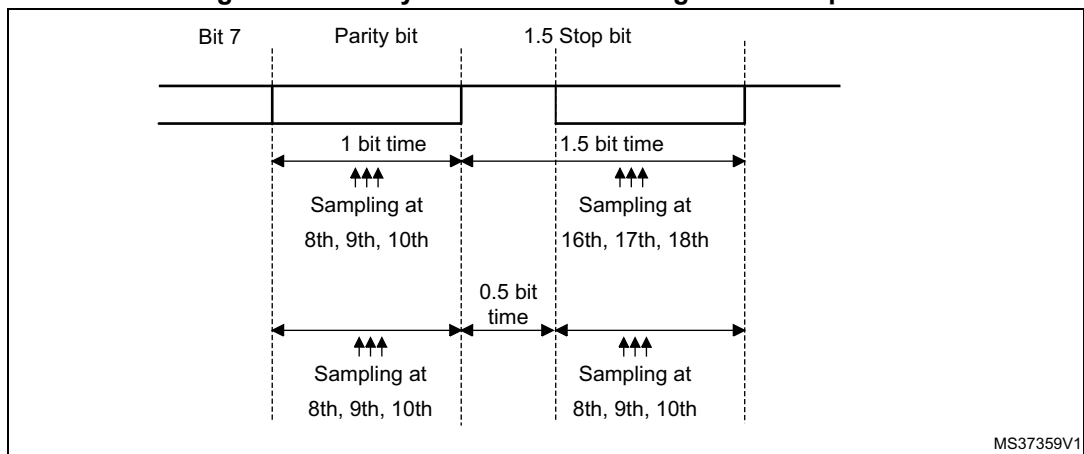 Bit 7 Parity bit 1.5 Stop bit
1 bit time 1.5 bit time
Sampling at Sampling at
8th, 9th, 10th 16th, 17th, 18th
0.5 bit
time
Sampling at Sampling at
8th, 9th, 10th 8th, 9th, 10th
MS37359V1